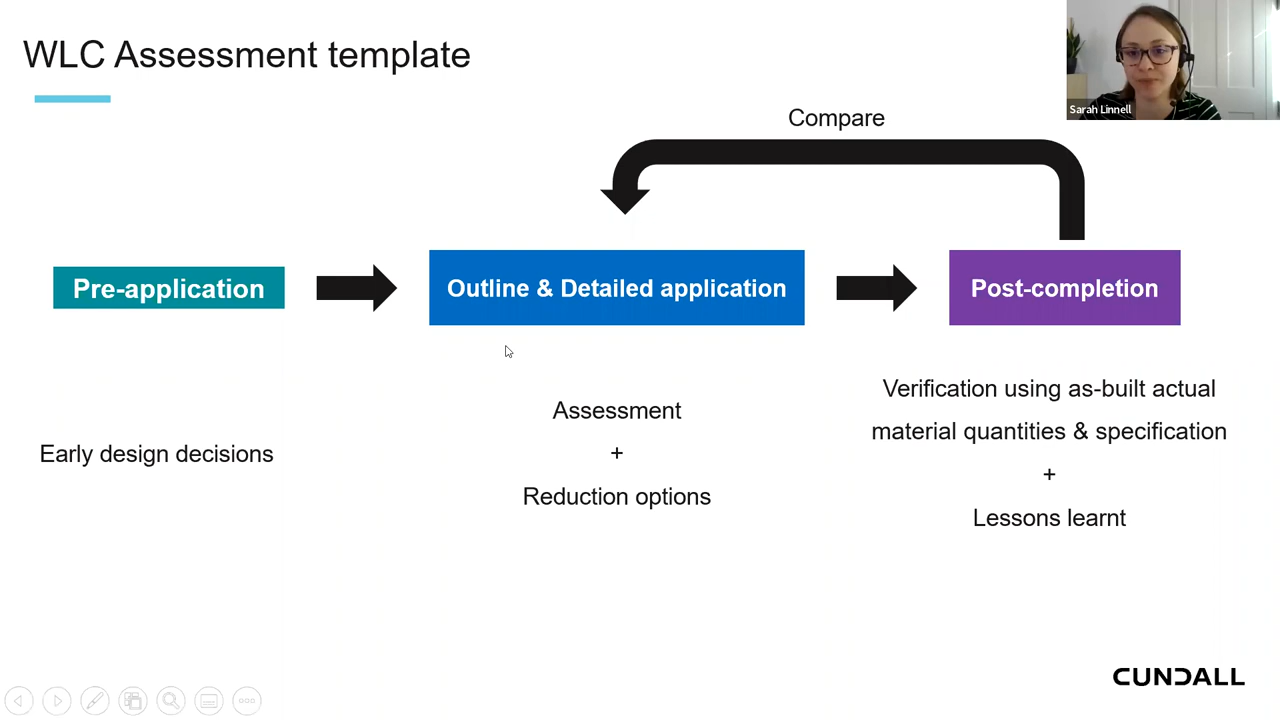 WLC Assessment template
Sarah Linnell
Compare
Pre-application
Outline & Detailed application
Post-completion
Early design decisions
Assessment
+
Reduction options
Verification using as-built actual
material quantities & specification
+
Lessons learnt
CUNDALL